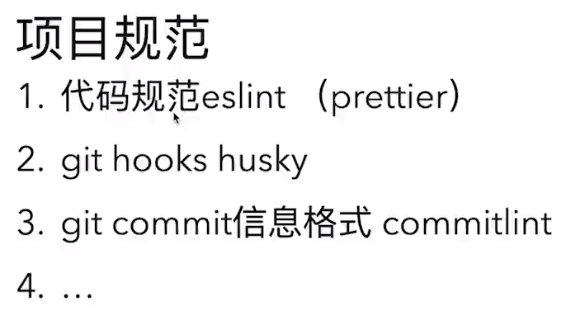 项目规范
1. 代码规范eslint （prettier）
2. git hooks husky
3. git commit信息格式 commitlint
4. …